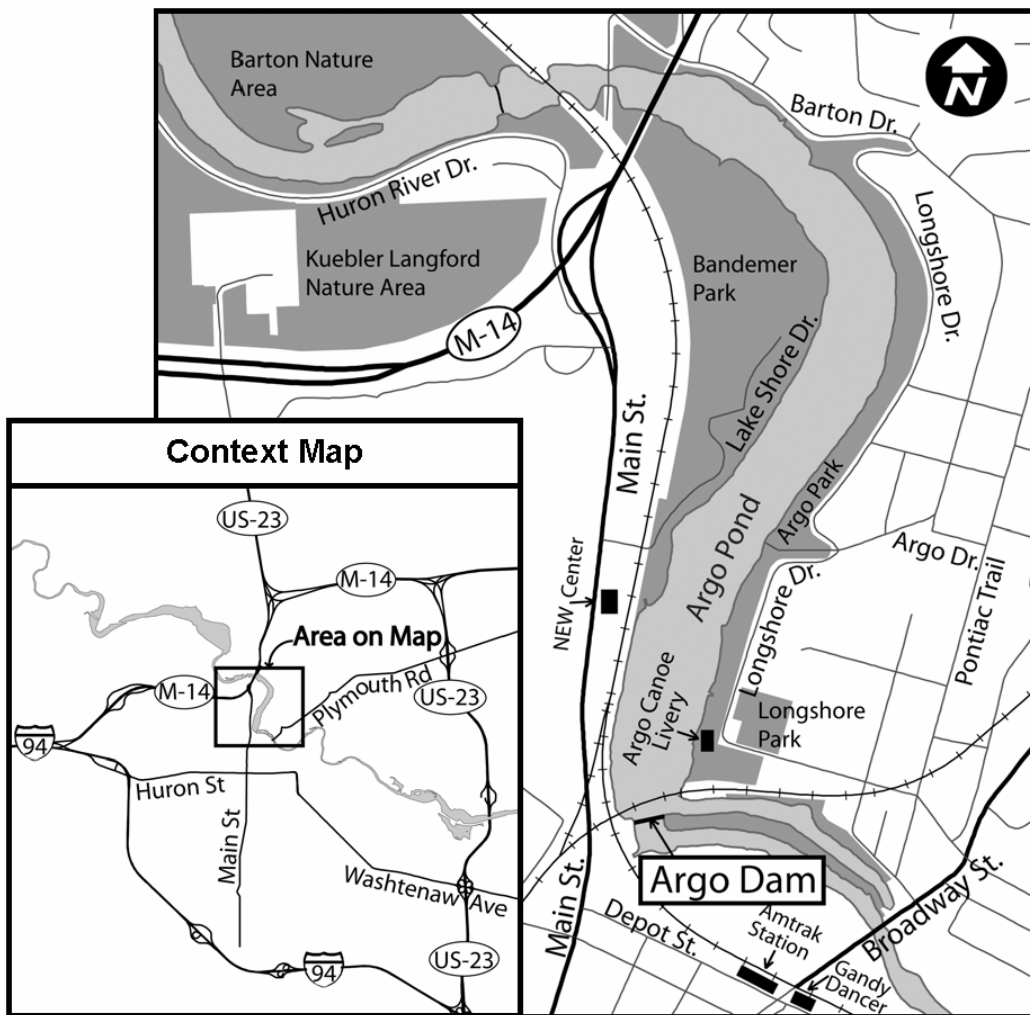 Barton Nature
Area
N
Barton Dr.
Huron River Dr.
Longshore Dr.
Kuebler Langford
Nature Area
Bandemer
Park
M-14
Lake Shore Dr.
Main St.
Argo Park
Argo Pond
Argo Dr.
NEW Center
Longshore Dr.
Pontiac Trail
Argo Canoe
Livery
Longshore
Park
Argo Dam
Main St.
Depot St.
Amtrak
Station
Broadway St.
Gandy
Dancer
Context Map
US-23
M-14
Area on Map
Plymouth Rd
M-14
US-23
94
Huron St
Main St
Washtenaw Ave
US-23
94